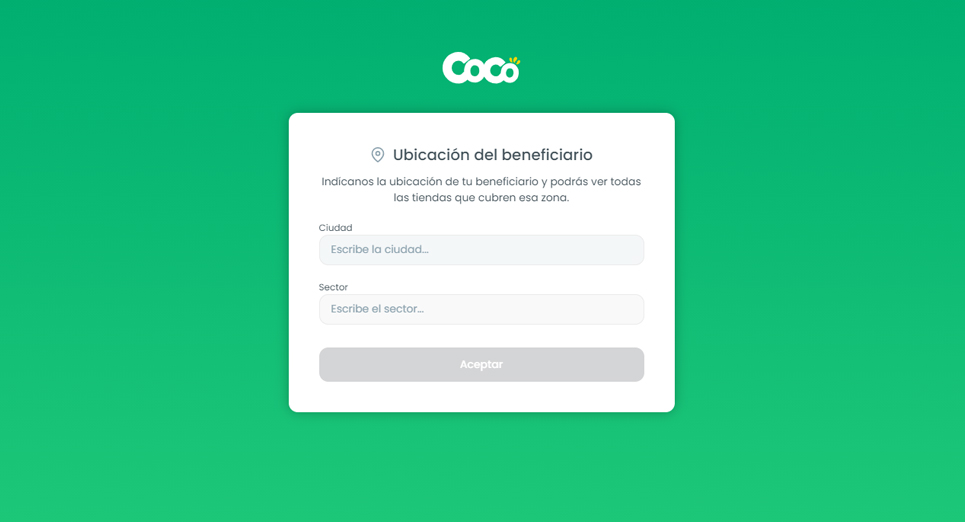 Coco
Ubicación del beneficiario
Indícanos la ubicación de tu beneficiario y podrás ver todas
las tiendas que cubren esa zona.
Ciudad
Escribe la ciudad...
Sector
Escribe el sector...
Aceptar